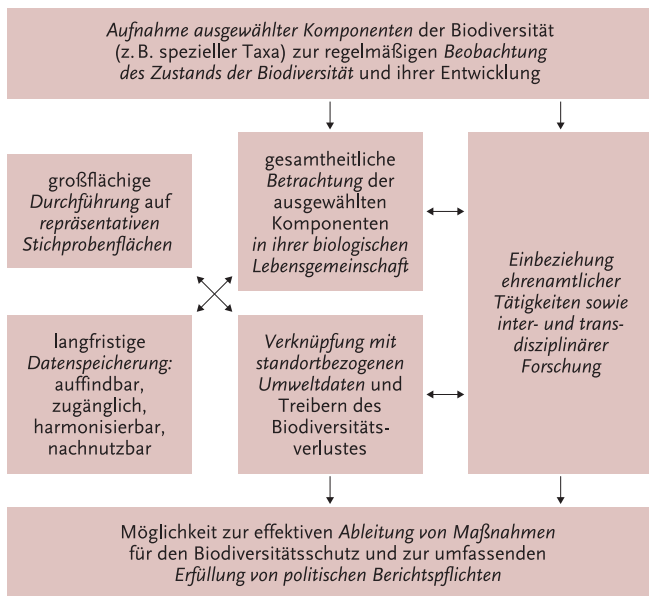 Aufnahme ausgewählter Komponenten der Biodiversität
(z. B. spezieller Taxa) zur regelmäßigen Beobachtung
des Zustands der Biodiversität und ihrer Entwicklung
großflächige
Durchführung auf
repräsentativen
Stichprobenflächen
gesamtheitliche
Betrachtung der
ausgewählten
Komponenten
in ihrer biologischen
Lebensgemeinschaft
Einbeziehung
ehrenamtlicher
Tätigkeiten sowie
inter- und trans-
disziplinärer
Forschung
langfristige
Datenspeicherung:
auffindbar,
zugänglich,
harmonisierbar,
nachnutzbar
Verknüpfung mit
standortbezogenen
Umweltdaten und
Treibern des
Biodiversitäts-
verlustes
Möglichkeit zur effektiven Ableitung von Maßnahmen
für den Biodiversitätsschutz und zur umfassenden
Erfüllung von politischen Berichtspflichten